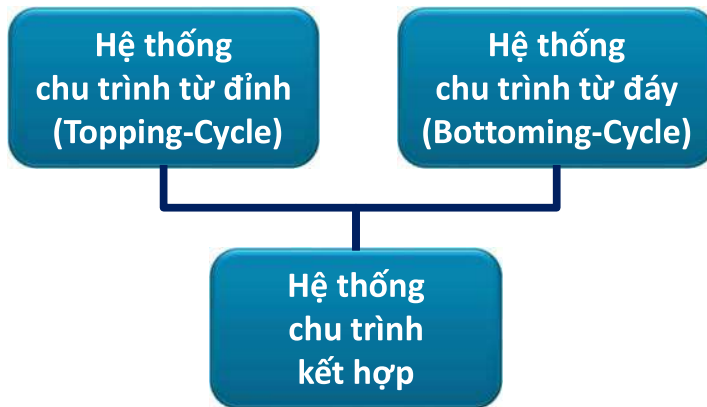 Hệ thống
chu trình từ đỉnh
(Topping-Cycle)
Hệ thống
chu trình từ đáy
(Bottoming-Cycle)
Hệ thống
chu trình
kết hợp